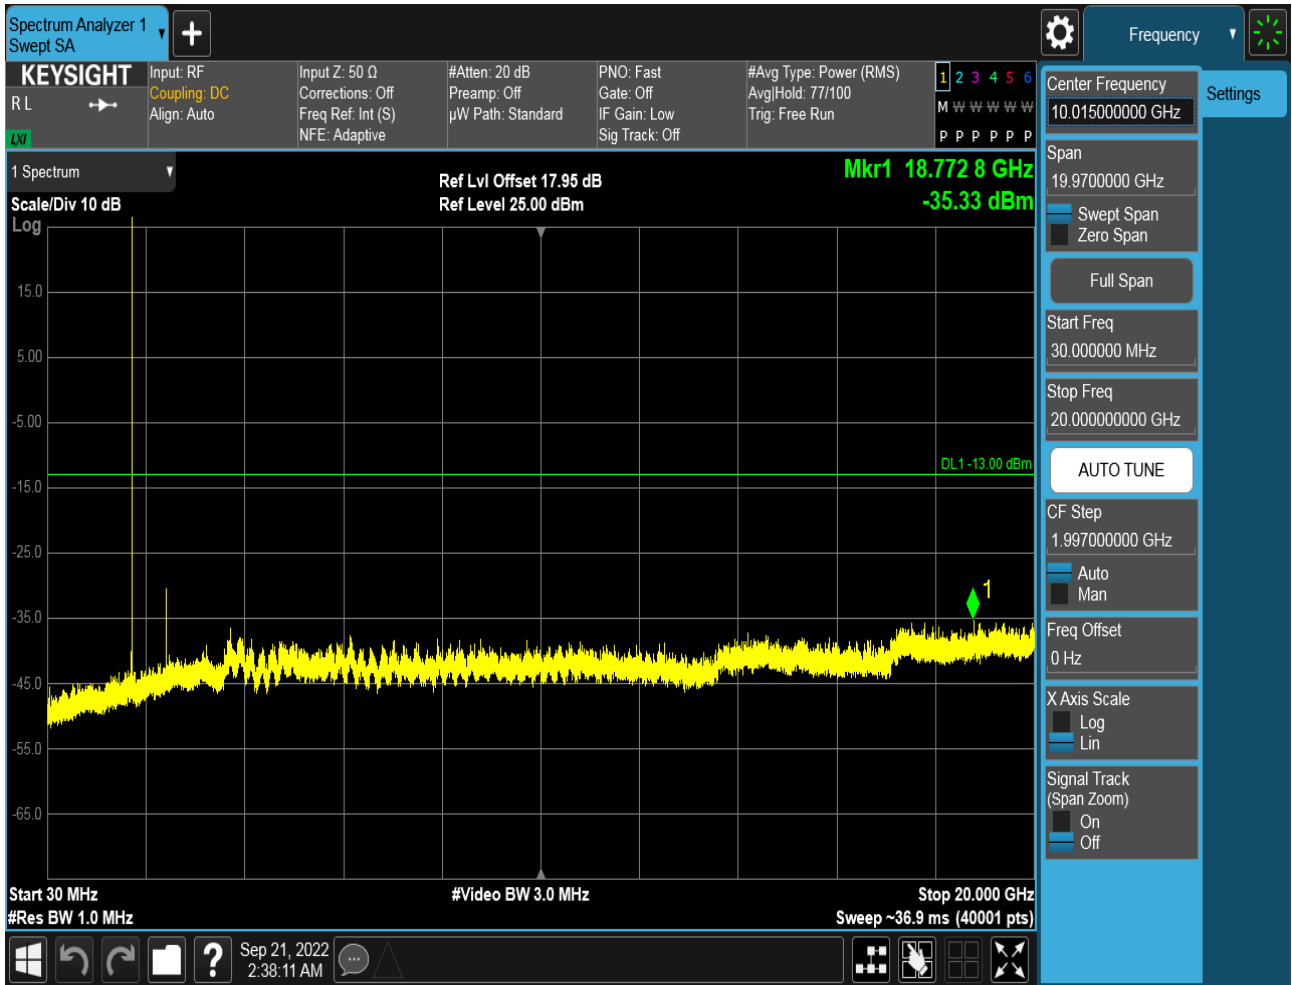 Spectrum Analyzer 1
Swept SA
Frequency
KEYSIGHT
R L
LXI
Input: RF
Coupling: DC
Align: Auto
Input Z: 50 Ω
Corrections: Off
Freq Ref: Int (S)
NFE: Adaptive
#Atten: 20 dB
Preamp: Off
µW Path: Standard
PNO: Fast
Gate: Off
IF Gain: Low
Sig Track: Off
#Avg Type: Power (RMS)
Avg|Hold: 77/100
Trig: Free Run
1 2 3 4 5 6
M W W W W W
P P P P P P
1 Spectrum
Scale/Div 10 dB
Log
Ref Lvl Offset 17.95 dB
Ref Level 25.00 dBm
Mkr1 18.772 8 GHz
-35.33 dBm
15.0
5.00
-5.00
-15.0
-25.0
-35.0
-45.0
-55.0
-65.0
DL1 -13.00 dBm
1
Start 30 MHz
#Res BW 1.0 MHz
#Video BW 3.0 MHz
Stop 20.000 GHz
Sweep ~36.9 ms (40001 pts)
Sep 21, 2022
2:38:11 AM
Center Frequency
10.015000000 GHz
Settings
Span
19.9700000 GHz
Swept Span
Zero Span
Full Span
Start Freq
30.000000 MHz
Stop Freq
20.000000000 GHz
AUTO TUNE
CF Step
1.997000000 GHz
Auto
Man
Freq Offset
0 Hz
X Axis Scale
Log
Lin
Signal Track
(Span Zoom)
On
Off